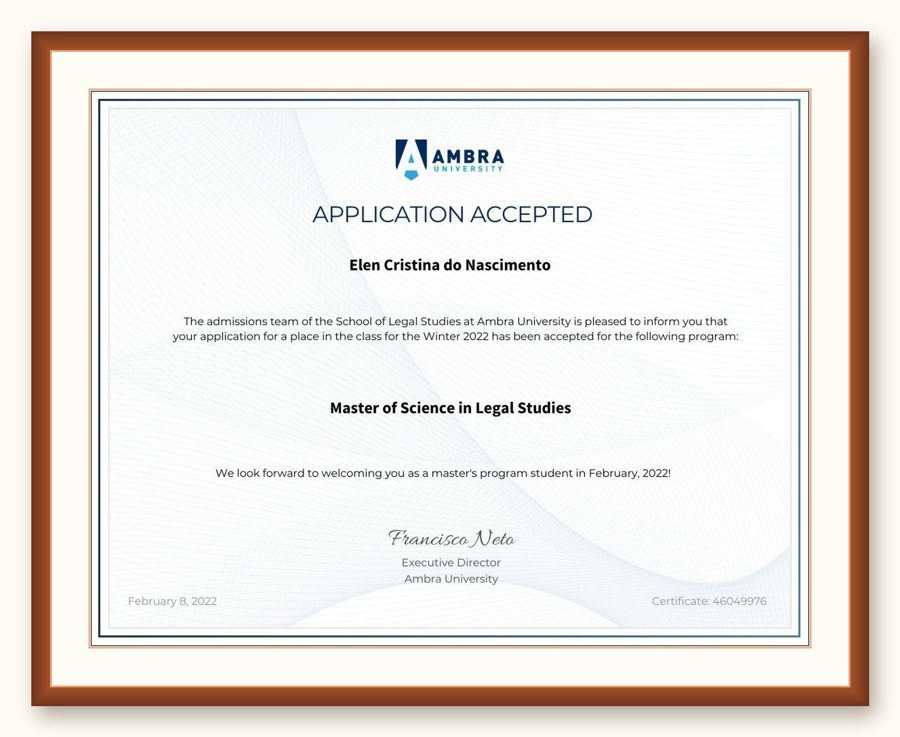 AMBRA
UNIVERSITY
APPLICATION ACCEPTED
Elen Cristina do Nascimento
The admissions team of the School of Legal Studies at Ambra University is pleased to inform you that
your application for a place in the class for the Winter 2022 has been accepted for the following program:
Master of Science in Legal Studies
We look forward to welcoming you as a master's program student in February, 2022!
Francisco Neto
Executive Director
Ambra University
February 8, 2022
Certificate: 46049976